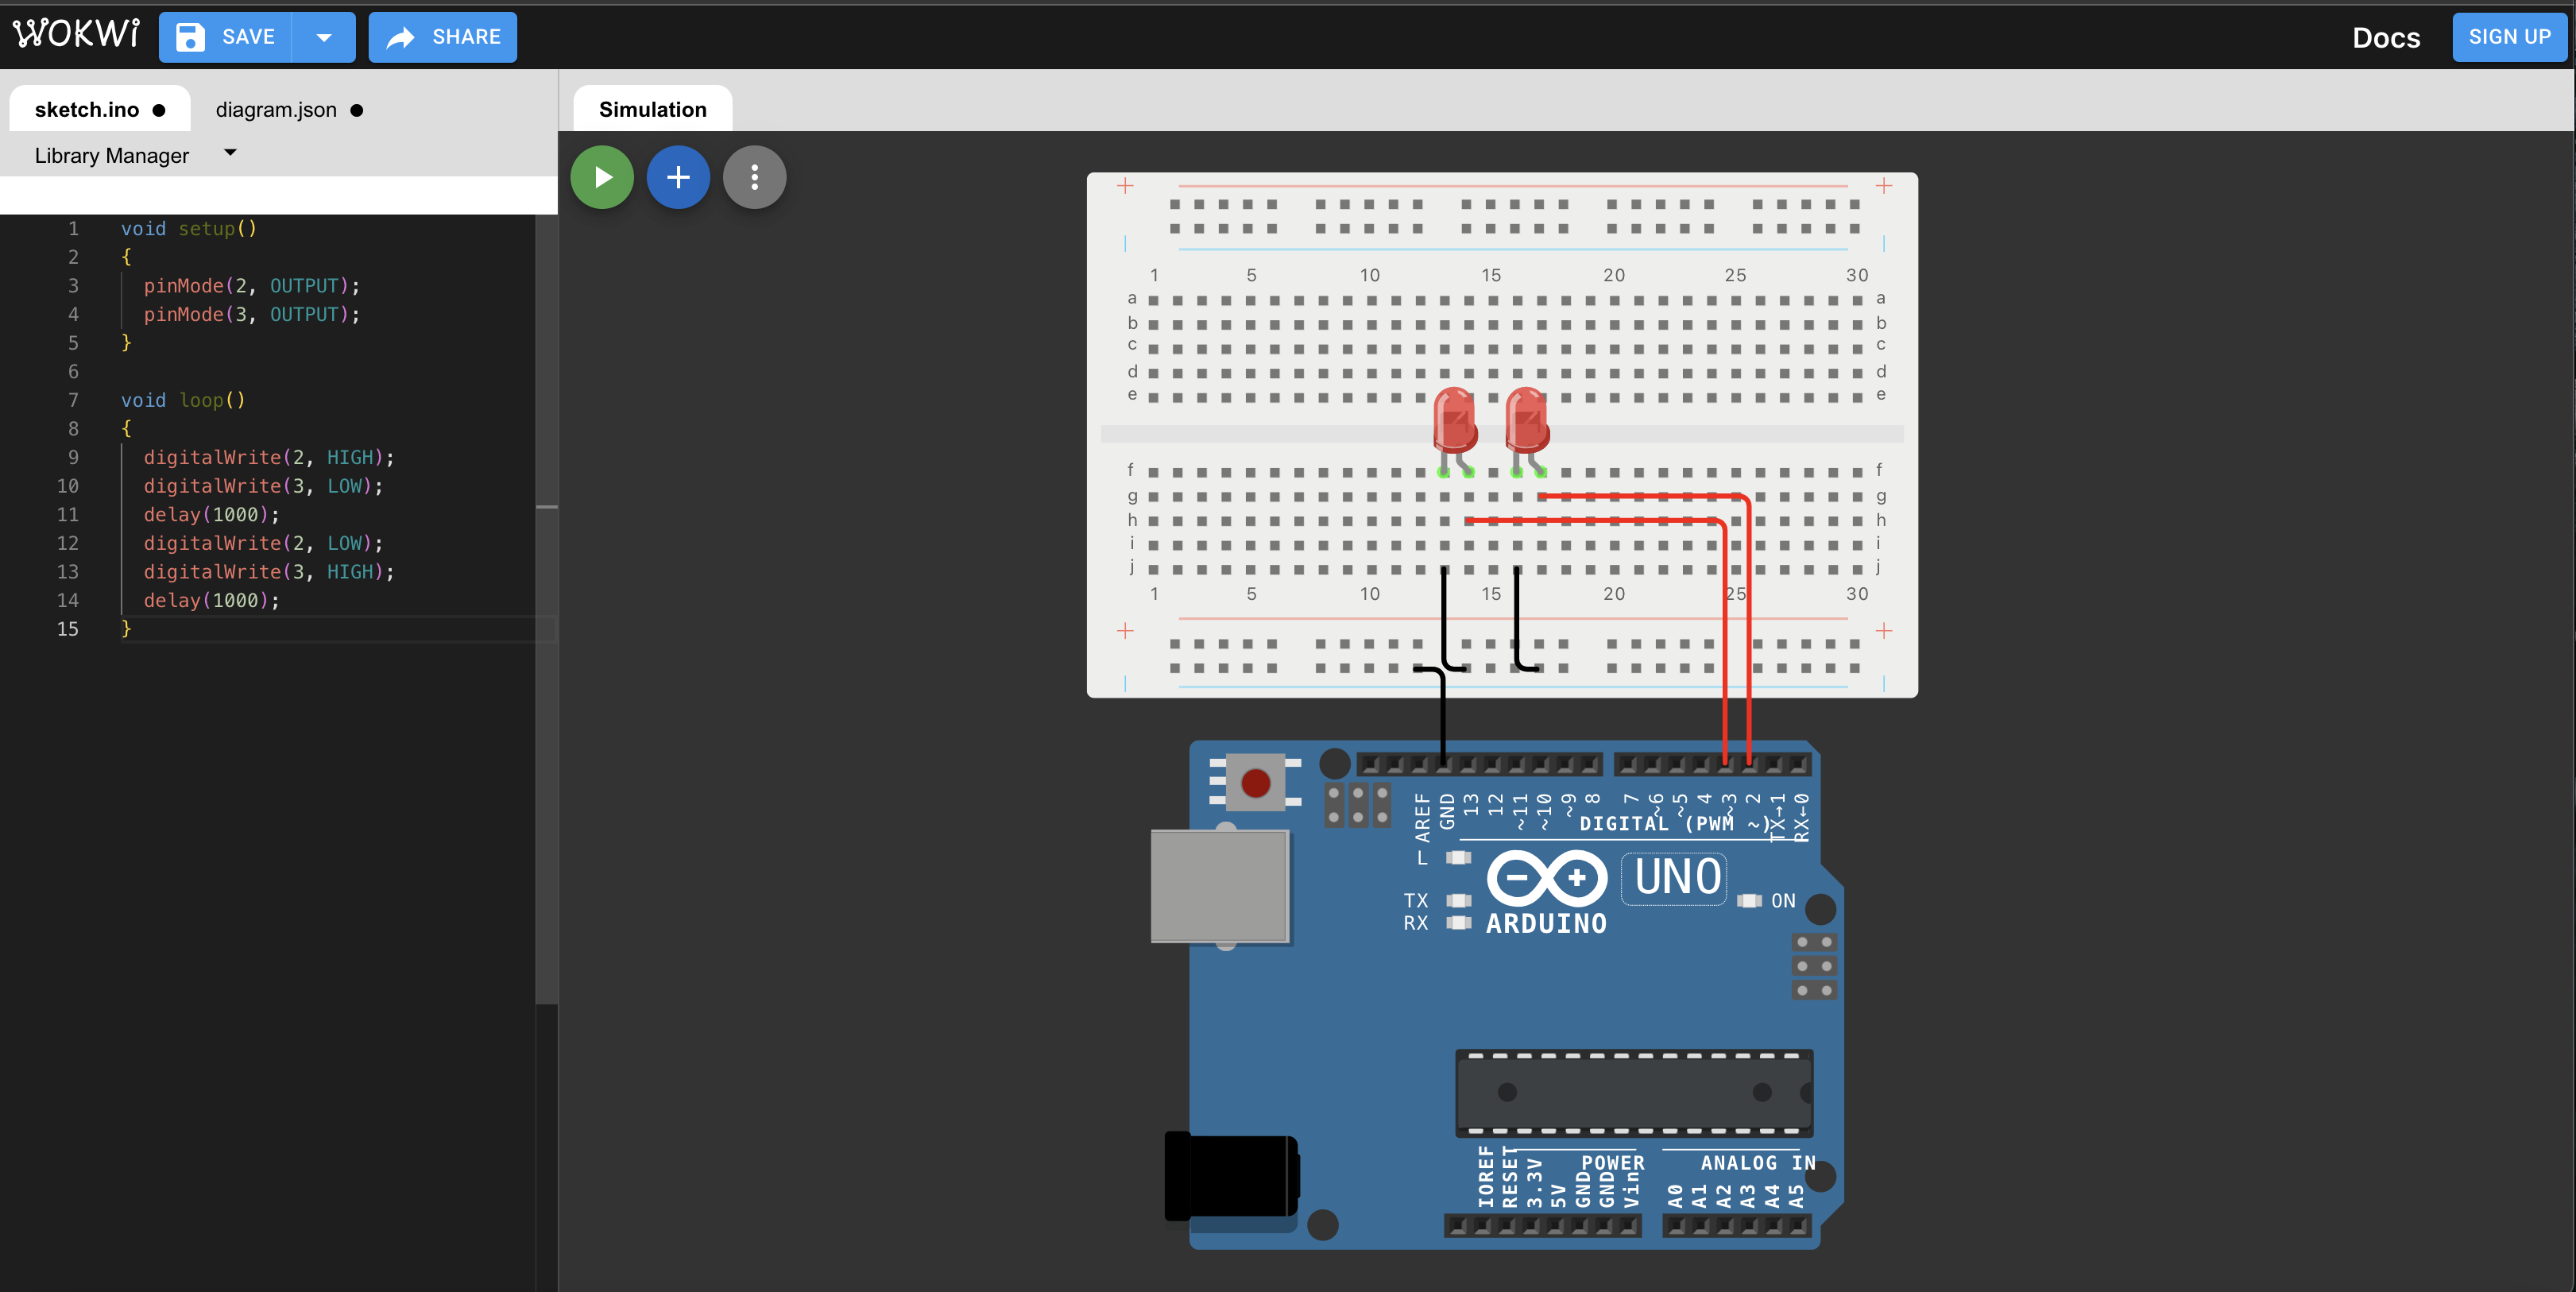 WOKWi SAVE SHARE Docs SIGN UP
sketch.ino ● diagram.json ●
Library Manager
Simulation
1 void setup()
2 {
3 pinMode(2, OUTPUT);
4 pinMode(3, OUTPUT);
5 }
6
7 void loop()
8 {
9 digitalWrite(2, HIGH);
10 digitalWrite(3, LOW);
11 delay(1000);
12 digitalWrite(2, LOW);
13 digitalWrite(3, HIGH);
14 delay(1000);
15 }
+ +
1 5 10 15 20 25 30
a a
b b
c c
d d
e e
f f
g g
h h
i i
j j
1 5 10 15 20 25 30
+ +
AREF GND 13 12 ~11 ~10 ~9 8 7 ~6 ~5 4 ~3 2 TX→1 RX←0
DIGITAL (PWM ~)
L
UNO
TX ON
RX ARDUINO
POWER ANALOG IN
IOREF RESET 3.3V 5V GND GND Vin A0 A1 A2 A3 A4 A5